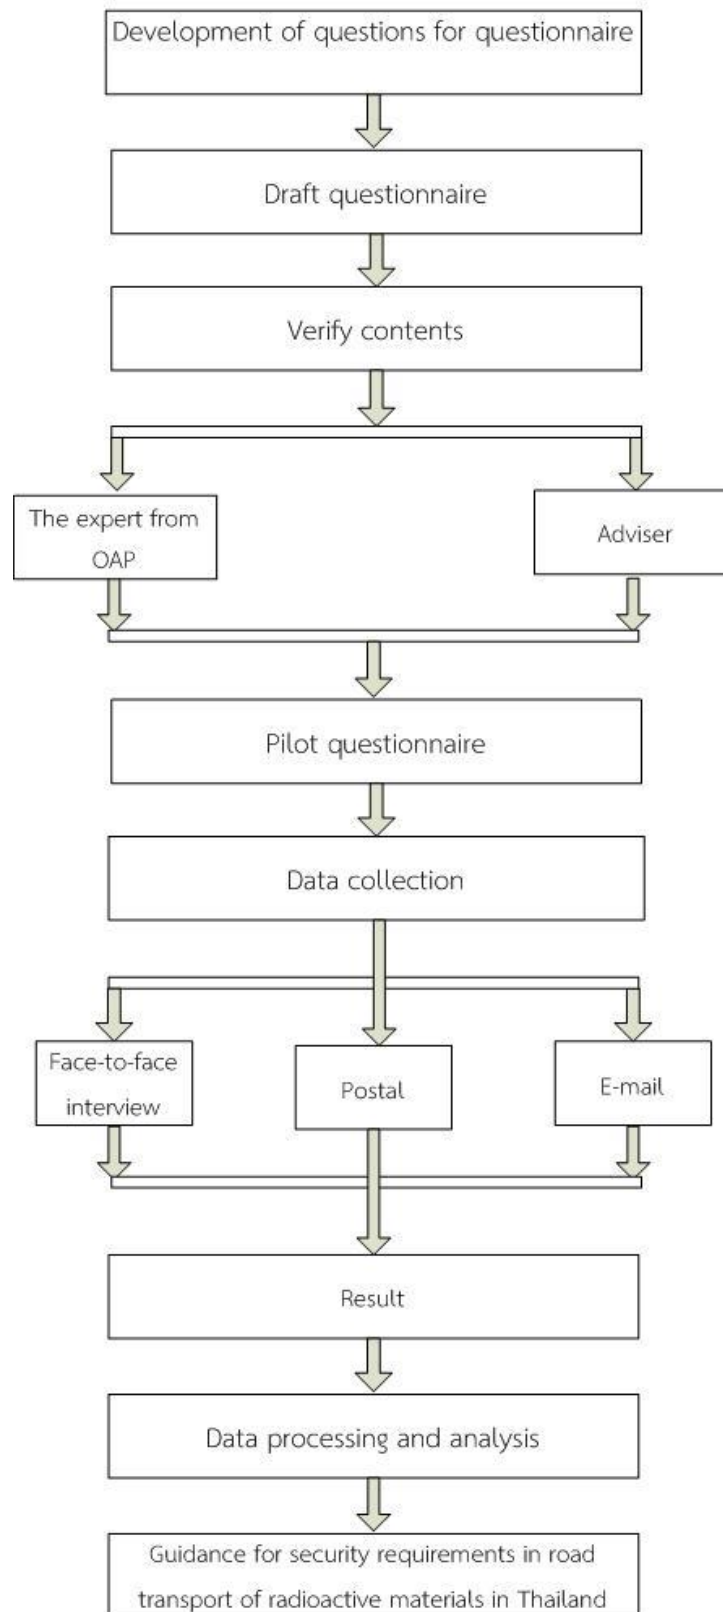 Development of questions for questionnaire
Draft questionnaire
Verify contents
The expert from
OAP
Adviser
Pilot questionnaire
Data collection
Face-to-face
interview
Postal
E-mail
Result
Data processing and analysis
Guidance for security requirements in road
transport of radioactive materials in Thailand